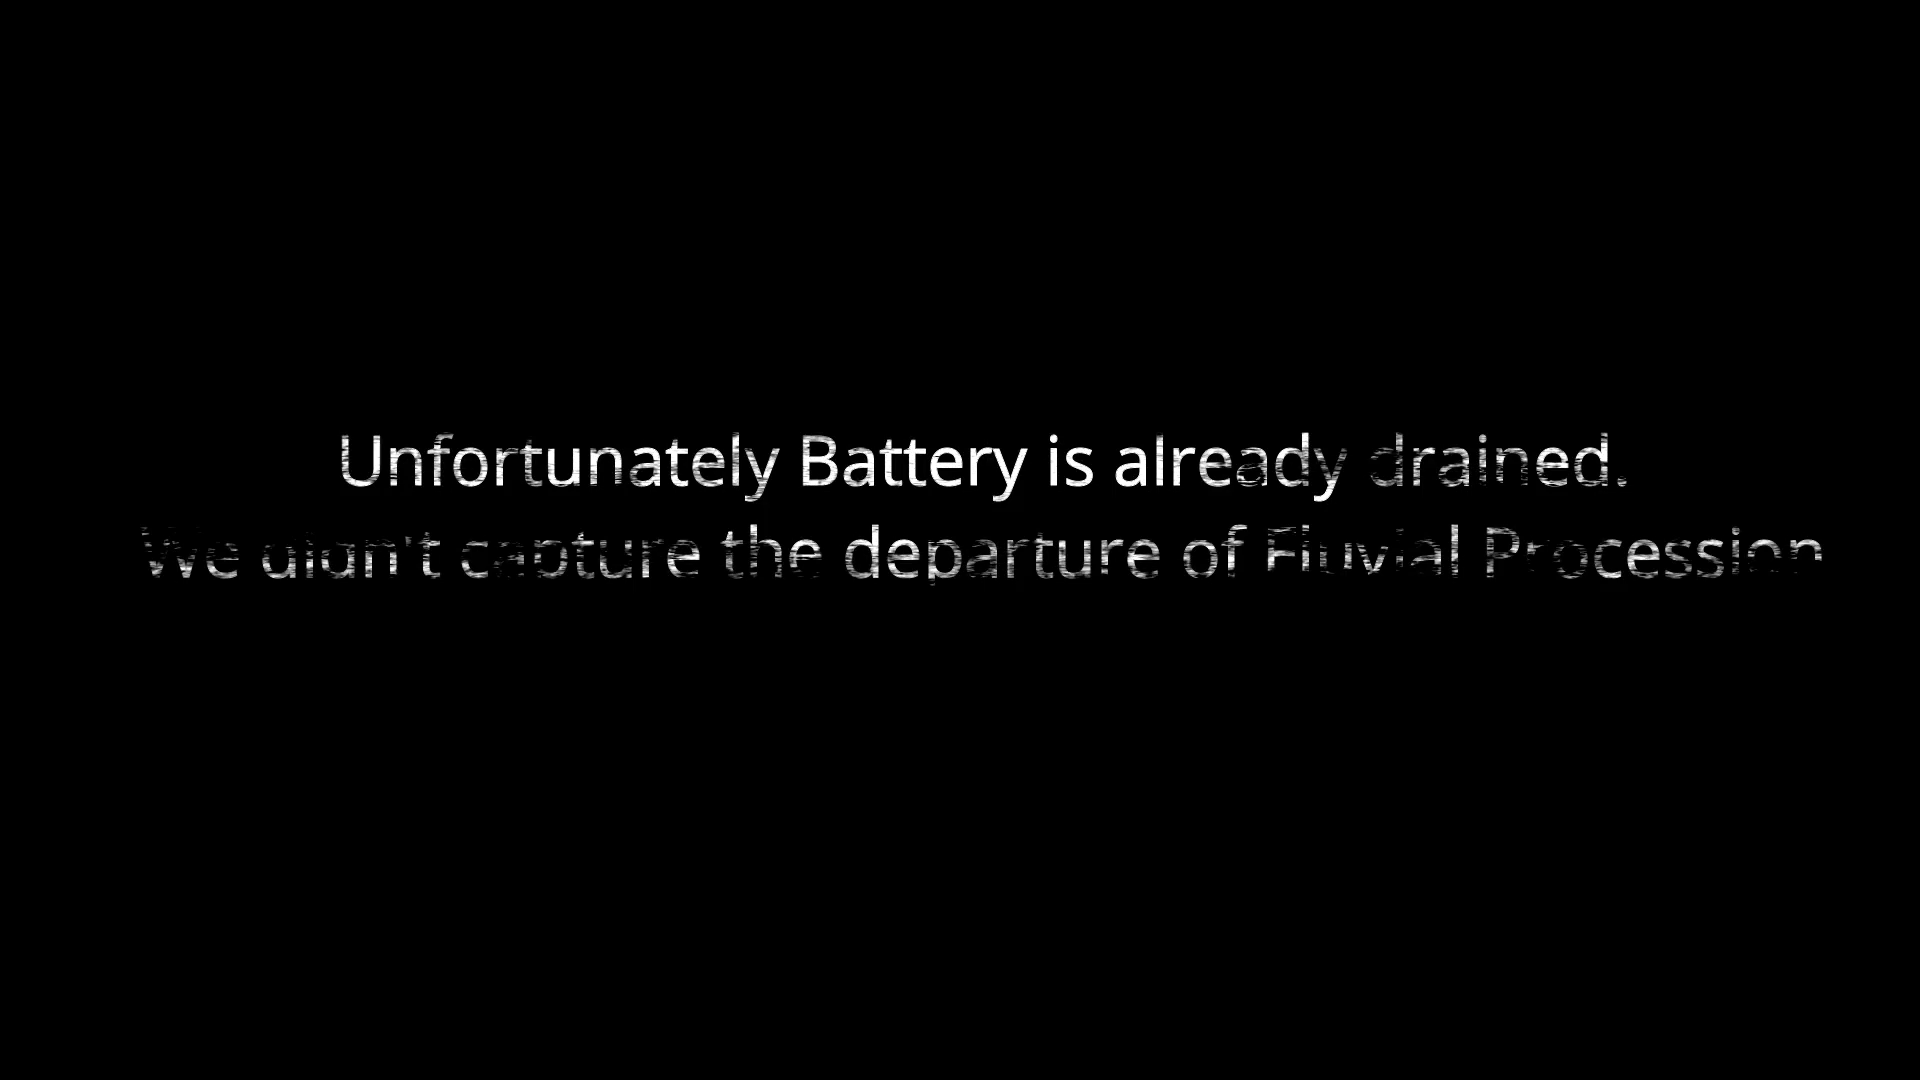 Unfortunately Battery is already drained.
We didn't capture the departure of Fluvial Procession